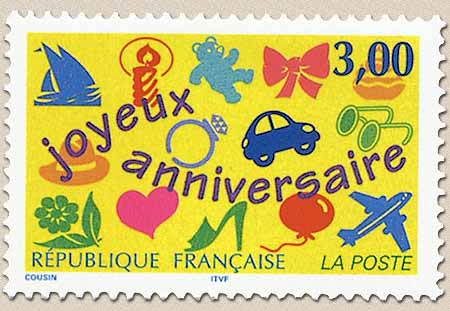 3,00
joyeux
anniversaire
RÉPUBLIQUE FRANÇAISE LA POSTE
COUSIN ITVF